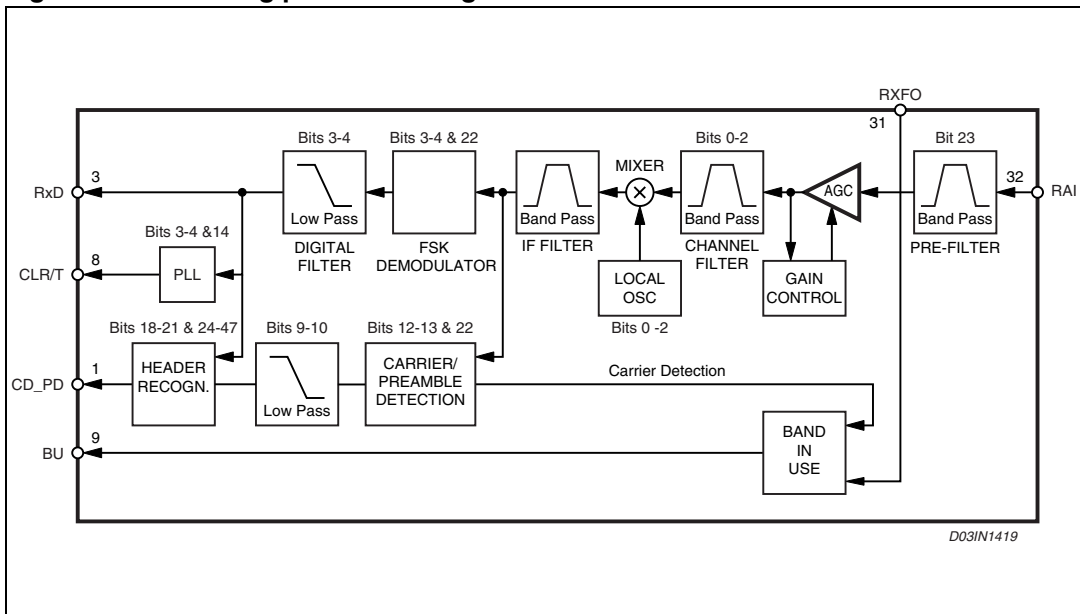 RXFO
31
Bits 3-4
Bits 3-4 & 22
Bits 0-2
Bit 23
MIXER
RxD
3
Low Pass
Band Pass
Band Pass
AGC
Band Pass
32
RAI
DIGITAL
FILTER
FSK
DEMODULATOR
IF FILTER
CHANNEL
FILTER
PRE-FILTER
Bits 3-4 &14
CLR/T
8
PLL
LOCAL
OSC
GAIN
CONTROL
Bits 0 -2
Bits 18-21 & 24-47
Bits 9-10
Bits 12-13 & 22
CD_PD
1
HEADER
RECOGN.
Low Pass
CARRIER/
PREAMBLE
DETECTION
Carrier Detection
BU
9
BAND
IN
USE
D03IN1419